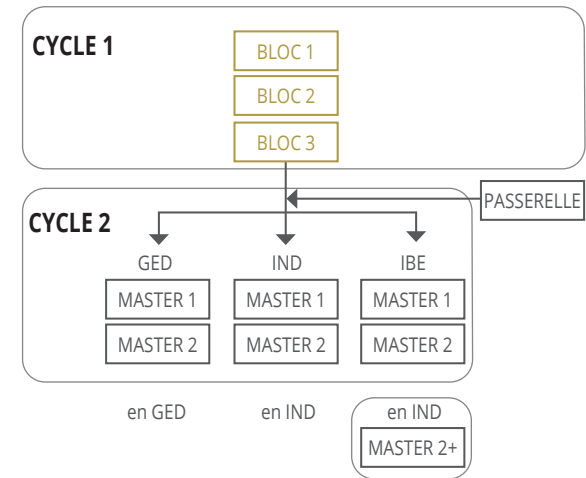 CYCLE 1
BLOC 1
BLOC 2
BLOC 3
PASSERELLE
CYCLE 2
GED IND IBE
MASTER 1 MASTER 1 MASTER 1
MASTER 2 MASTER 2 MASTER 2
en GED en IND en IND
MASTER 2+